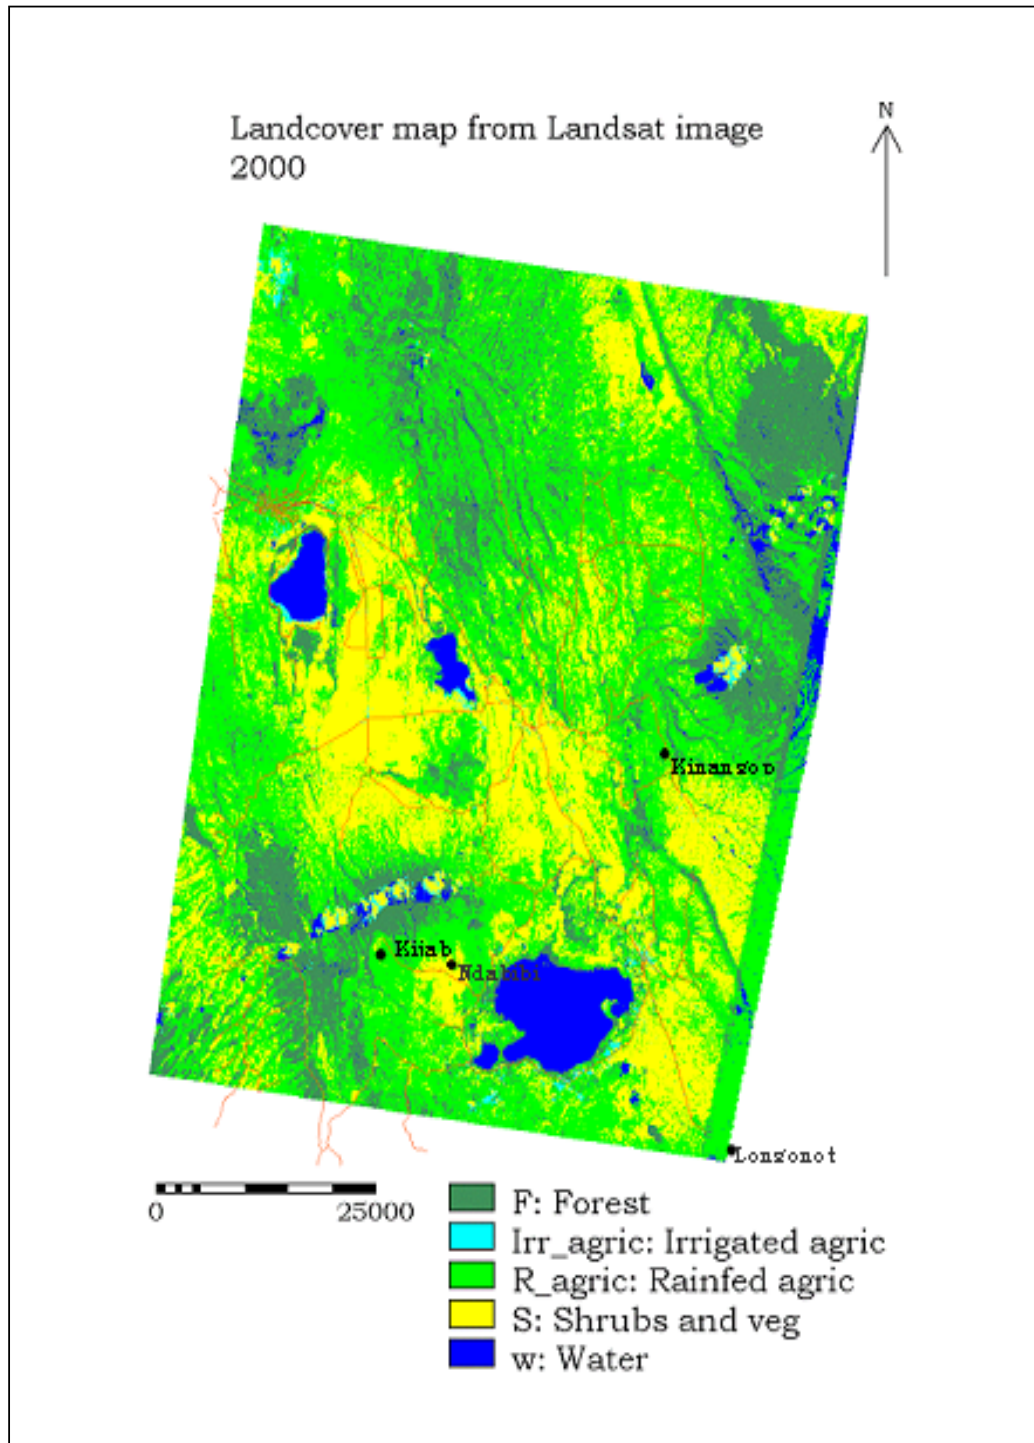 Landcover map from Landsat image
2000
N
Kinangop
Kijab
Ndabibi
Longonot
0 25000
F: Forest
Irr_agric: Irrigated agric
R_agric: Rainfed agric
S: Shrubs and veg
w: Water